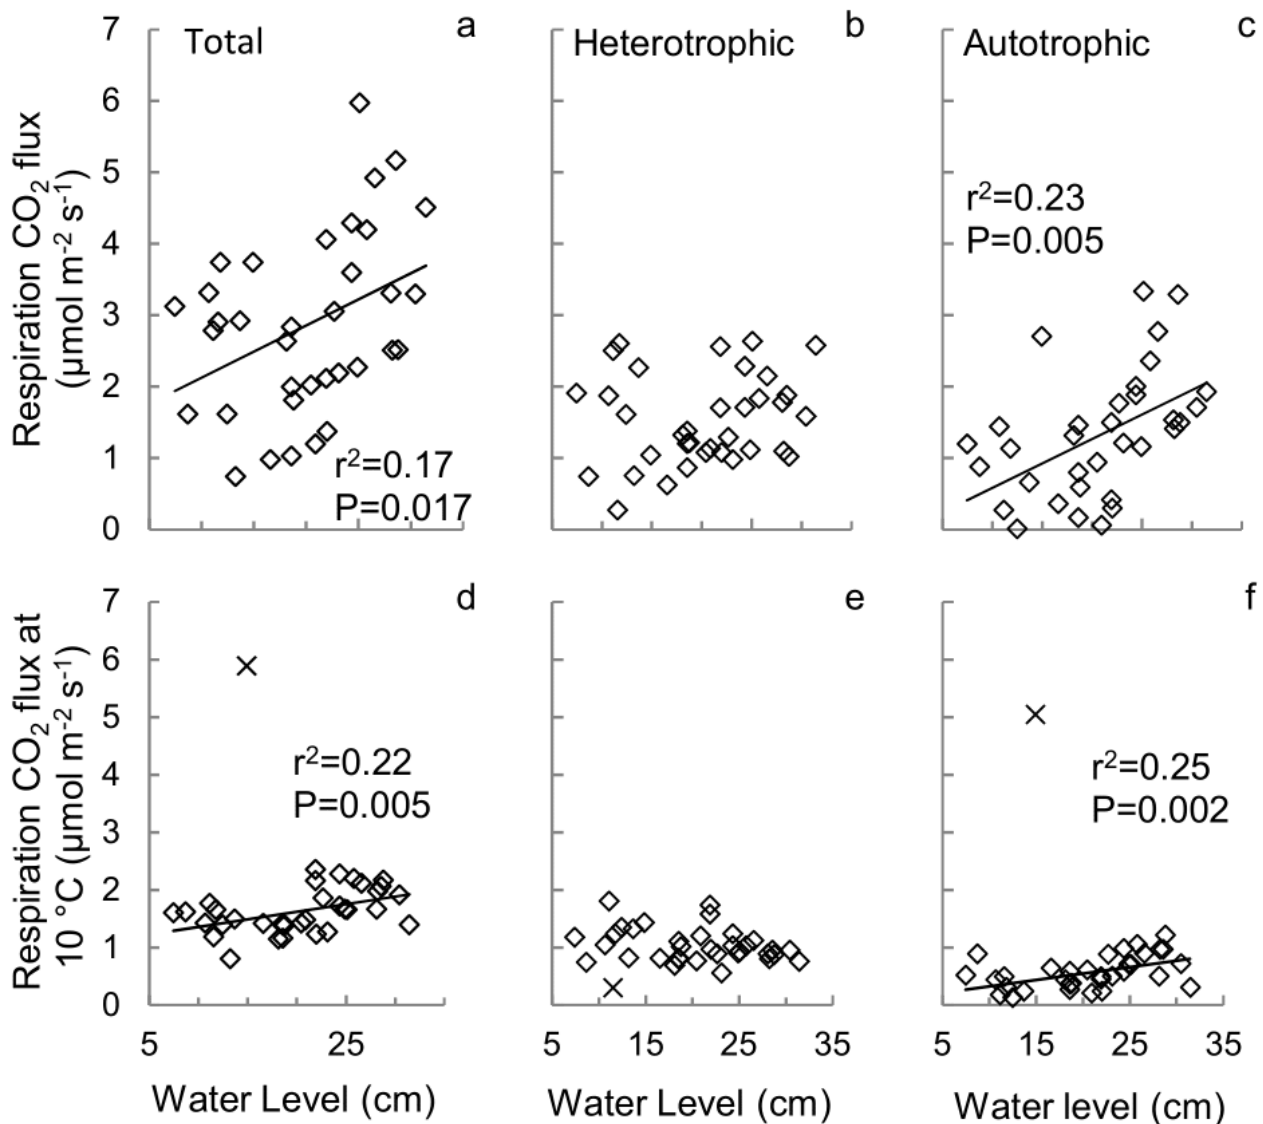 a
b
c
Total
Heterotrophic
Autotrophic
Respiration CO₂ flux
(µmol m⁻² s⁻¹)
7
6
5
4
3
2
1
0
r²=0.17
P=0.017
r²=0.23
P=0.005
d
e
f
Respiration CO₂ flux at
10 °C (µmol m⁻² s⁻¹)
7
6
5
4
3
2
1
0
r²=0.22
P=0.005
r²=0.25
P=0.002
5 25
5 15 25 35
5 15 25 35
Water Level (cm)
Water Level (cm)
Water level (cm)